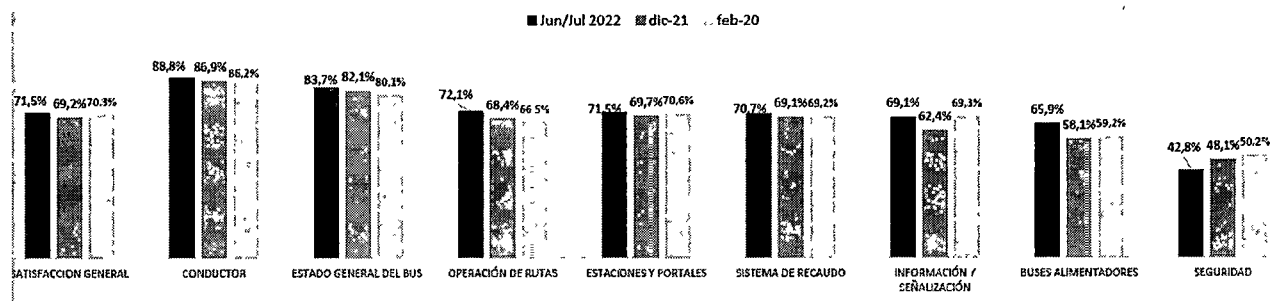 Jun/Jul 2022 dic-21 feb-20
71,5% 69,2% 70.3%
88,8% 86,9% 86,2%
83,7% 82,1% 80,1%
72,1% 68,4% 66,5%
71,5% 69,7% 70,6%
70,7% 69,1% 69,2%
69,1% 62,4% 69,3%
65,9% 58,1% 59,2%
42,8% 48,1% 50,2%
SATISFACCION GENERAL
CONDUCTOR
ESTADO GENERAL DEL BUS
OPERACIÓN DE RUTAS
ESTACIONES Y PORTALES
SISTEMA DE RECAUDO
INFORMACIÓN /
SEÑALIZACIÓN
BUSES ALIMENTADORES
SEGURIDAD